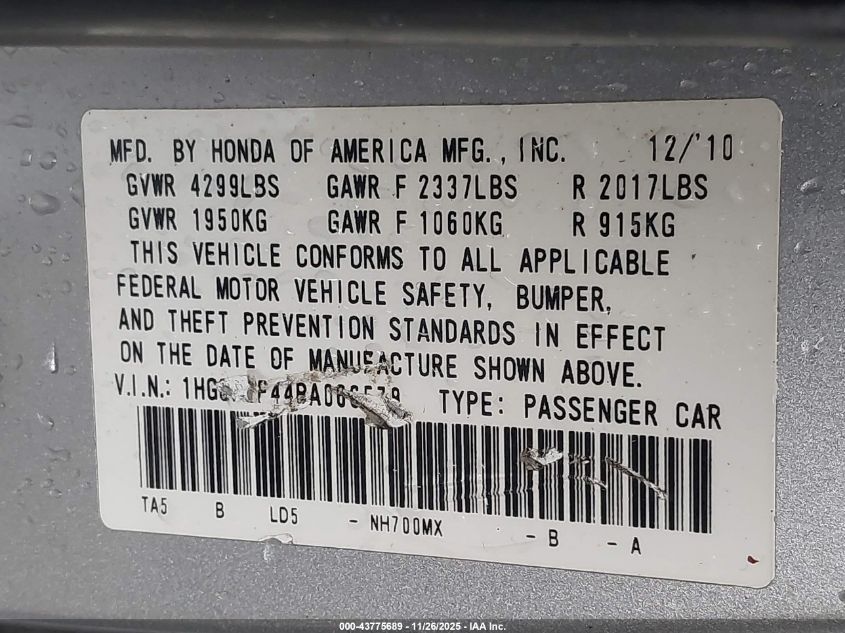 MFD. BY HONDA OF AMERICA MFG., INC. 12/'10
GVWR 4299LBS GAWR F 2337LBS R 2017LBS
GVWR 1950KG GAWR F 1060KG R 915KG
THIS VEHICLE CONFORMS TO ALL APPLICABLE
FEDERAL MOTOR VEHICLE SAFETY, BUMPER,
AND THEFT PREVENTION STANDARDS IN EFFECT
ON THE DATE OF MANUFACTURE SHOWN ABOVE.
V.I.N.: TYPE: PASSENGER CAR
TA5 B LD5 - NH700MX - B - A
000-43775689 - 11/26/2025 - IAA Inc.